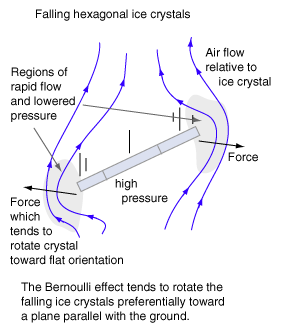 Falling hexagonal ice crystals
Air flow
relative to
ice crystal
Regions of
rapid flow
and lowered
pressure
Force
high
pressure
Force
which
tends to
rotate crystal
toward flat orientation
The Bernoulli effect tends to rotate the
falling ice crystals preferentially toward
a plane parallel with the ground.